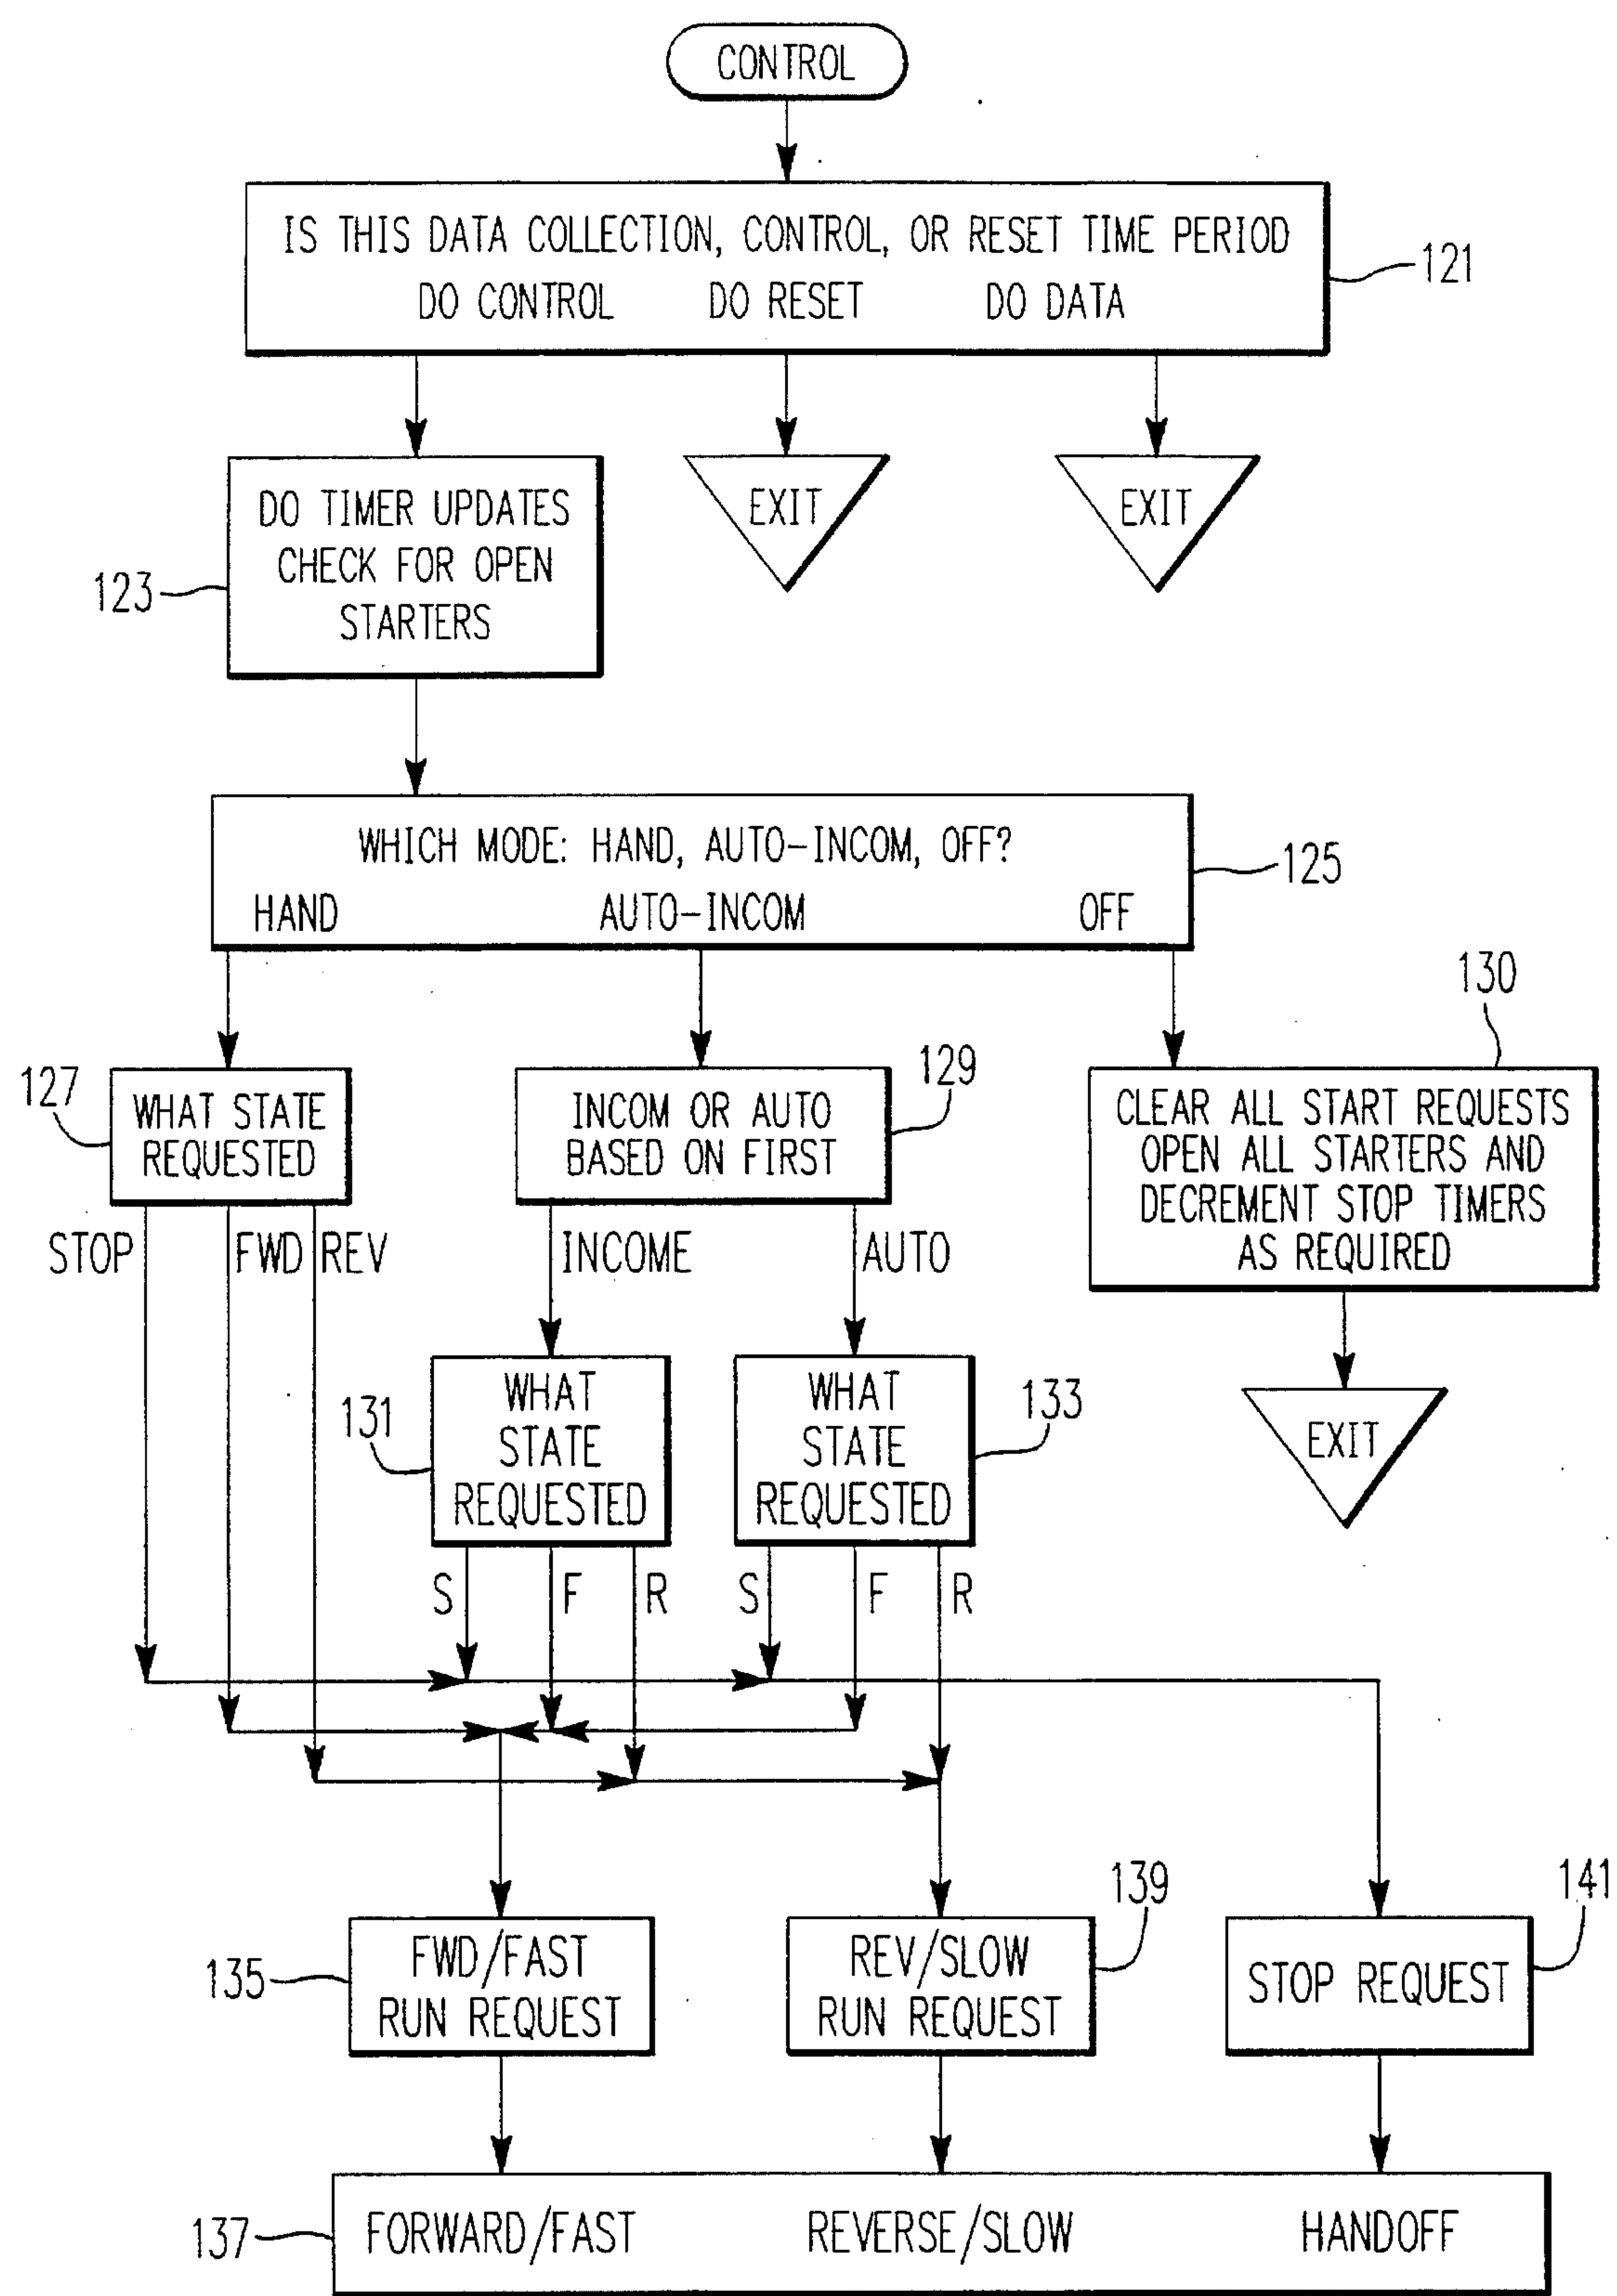 CONTROL
IS THIS DATA COLLECTION, CONTROL, OR RESET TIME PERIOD
DO CONTROL DO RESET DO DATA
121
DO TIMER UPDATES
CHECK FOR OPEN
STARTERS
123
EXIT
EXIT
WHICH MODE: HAND, AUTO-INCOM, OFF?
HAND AUTO-INCOM OFF
125
127
WHAT STATE
REQUESTED
129
INCOM OR AUTO
BASED ON FIRST
130
CLEAR ALL START REQUESTS
OPEN ALL STARTERS AND
DECREMENT STOP TIMERS
AS REQUIRED
STOP FWD REV
INCOME AUTO
131
WHAT
STATE
REQUESTED
133
WHAT
STATE
REQUESTED
EXIT
S F R
S F R
135
FWD/FAST
RUN REQUEST
139
REV/SLOW
RUN REQUEST
141
STOP REQUEST
137
FORWARD/FAST REVERSE/SLOW HANDOFF